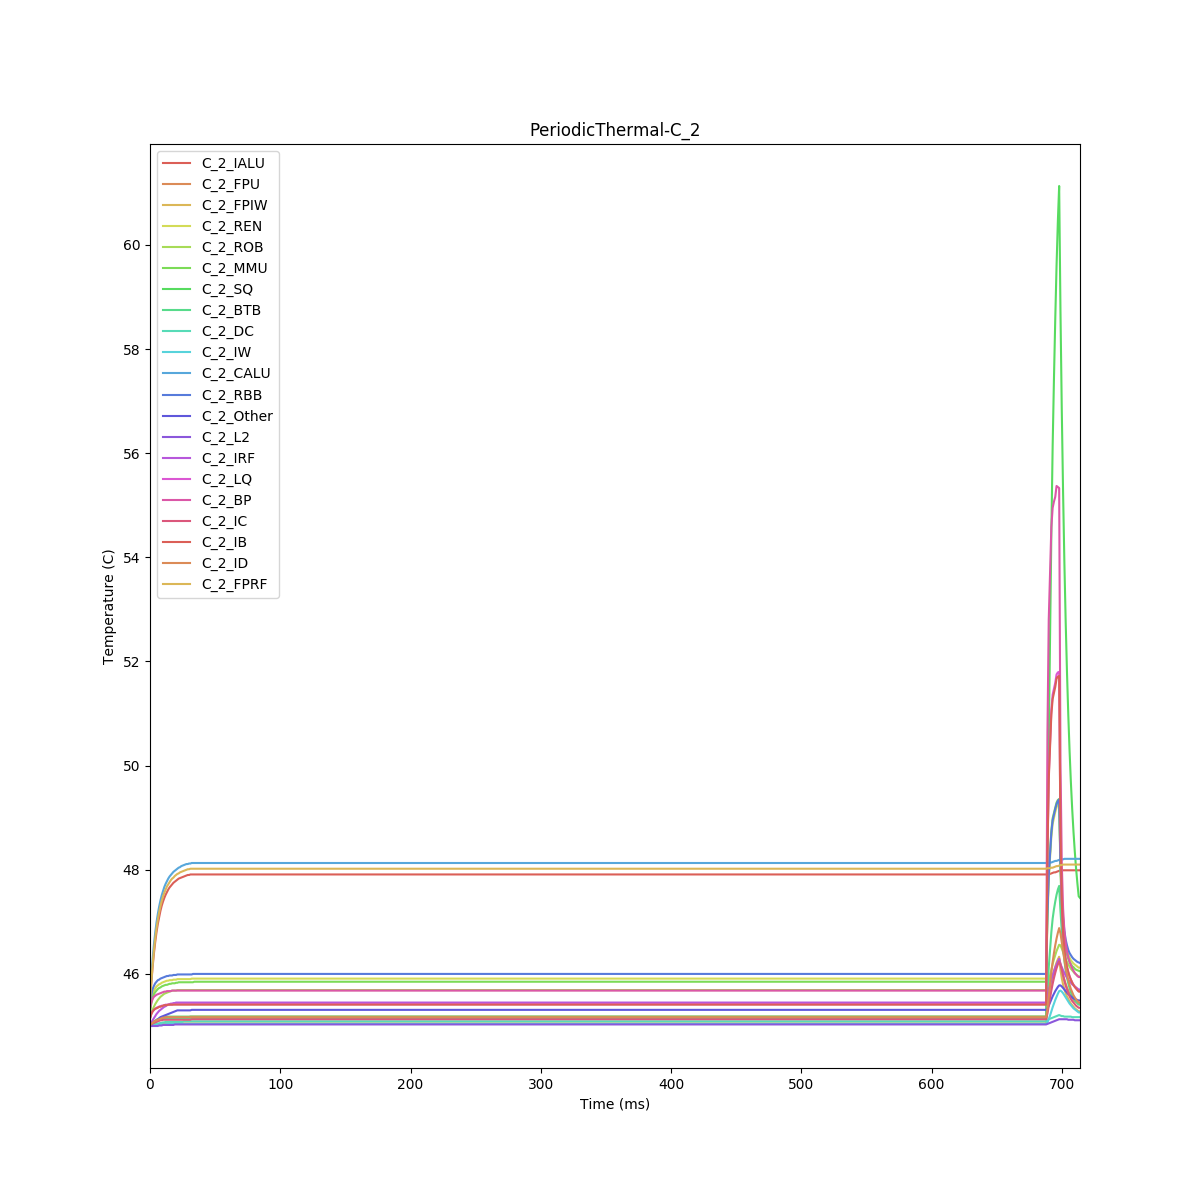 PeriodicThermal-C_2
C_2_IALU
C_2_FPU
C_2_FPIW
C_2_REN
C_2_ROB
C_2_MMU
C_2_SQ
C_2_BTB
C_2_DC
C_2_IW
C_2_CALU
C_2_RBB
C_2_Other
C_2_L2
C_2_IRF
C_2_LQ
C_2_BP
C_2_IC
C_2_IB
C_2_ID
C_2_FPRF
60
58
56
54
52
50
48
46
Temperature (C)
0 100 200 300 400 500 600 700
Time (ms)